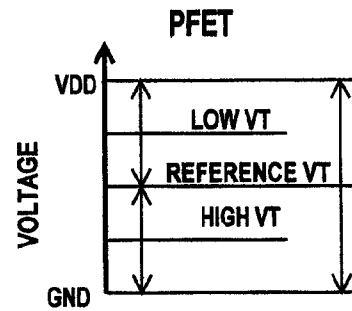 PFET
VDD
LOW VT
REFERENCE VT
HIGH VT
GND
VOLTAGE